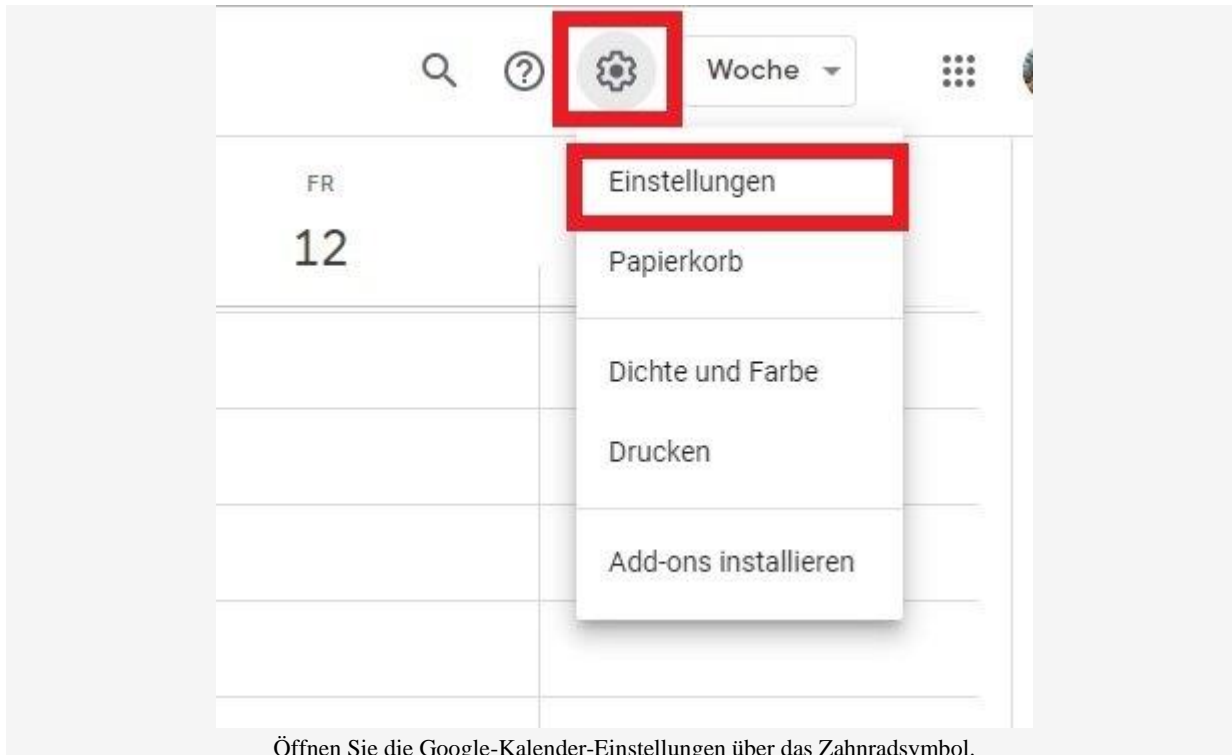 Woche
FR
12
Einstellungen
Papierkorb
Dichte und Farbe
Drucken
Add-ons installieren
Öffnen Sie die Google-Kalender-Einstellungen über das Zahnradsymbol.